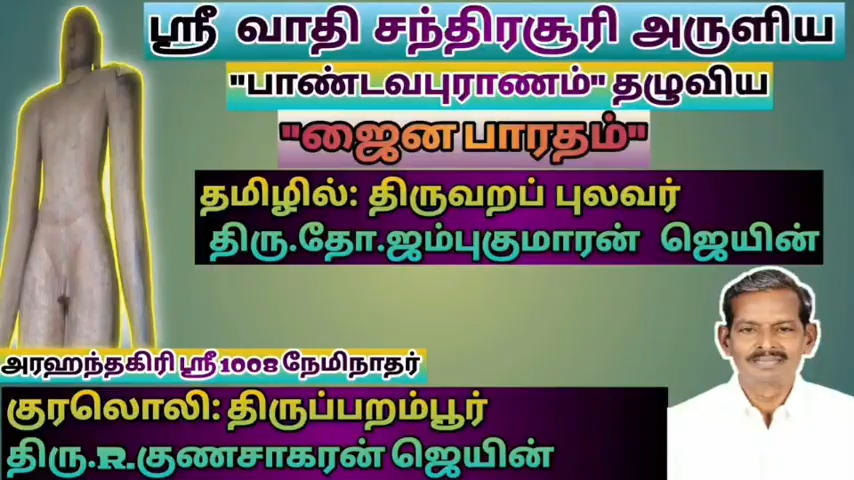 ஸ்ரீ வாதி சந்திரசூரி அருளிய
"பாண்டவபுராணம்" தழுவிய
"ஜைன பாரதம்"
தமிழில்: திருவறப் புலவர்
திரு.தோ.ஜம்புகுமாரன் ஜெயின்
அரஹந்தகிரி ஸ்ரீ 1008 நேமிநாதர்
குரலொலி: திருப்பறம்பூர்
திரு.R.குணசாகரன் ஜெயின்